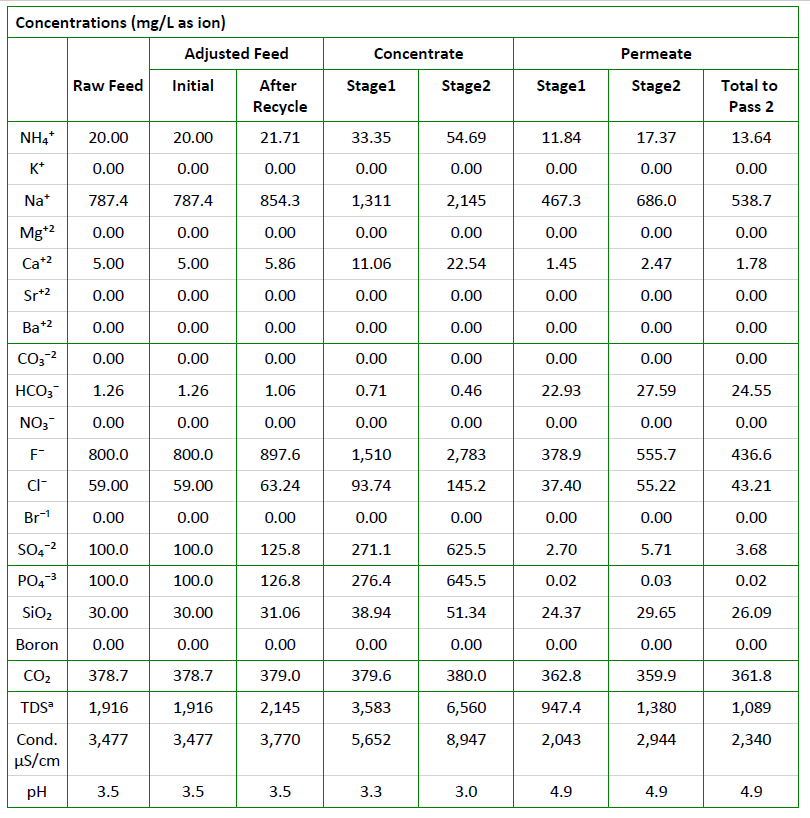 Concentrations (mg/L as ion)
Adjusted Feed Concentrate Permeate
Raw Feed Initial After Recycle Stage1 Stage2 Stage1 Stage2 Total to Pass 2
NH₄⁺ 20.00 20.00 21.71 33.35 54.69 11.84 17.37 13.64
K⁺ 0.00 0.00 0.00 0.00 0.00 0.00 0.00 0.00
Na⁺ 787.4 787.4 854.3 1,311 2,145 467.3 686.0 538.7
Mg⁺² 0.00 0.00 0.00 0.00 0.00 0.00 0.00 0.00
Ca⁺² 5.00 5.00 5.86 11.06 22.54 1.45 2.47 1.78
Sr⁺² 0.00 0.00 0.00 0.00 0.00 0.00 0.00 0.00
Ba⁺² 0.00 0.00 0.00 0.00 0.00 0.00 0.00 0.00
CO₃⁻² 0.00 0.00 0.00 0.00 0.00 0.00 0.00 0.00
HCO₃⁻ 1.26 1.26 1.06 0.71 0.46 22.93 27.59 24.55
NO₃⁻ 0.00 0.00 0.00 0.00 0.00 0.00 0.00 0.00
F⁻ 800.0 800.0 897.6 1,510 2,783 378.9 555.7 436.6
Cl⁻ 59.00 59.00 63.24 93.74 145.2 37.40 55.22 43.21
Br⁻¹ 0.00 0.00 0.00 0.00 0.00 0.00 0.00 0.00
SO₄⁻² 100.0 100.0 125.8 271.1 625.5 2.70 5.71 3.68
PO₄⁻³ 100.0 100.0 126.8 276.4 645.5 0.02 0.03 0.02
SiO₂ 30.00 30.00 31.06 38.94 51.34 24.37 29.65 26.09
Boron 0.00 0.00 0.00 0.00 0.00 0.00 0.00 0.00
CO₂ 378.7 378.7 379.0 379.6 380.0 362.8 359.9 361.8
TDSᵃ 1,916 1,916 2,145 3,583 6,560 947.4 1,380 1,089
Cond. µS/cm 3,477 3,477 3,770 5,652 8,947 2,043 2,944 2,340
pH 3.5 3.5 3.5 3.3 3.0 4.9 4.9 4.9